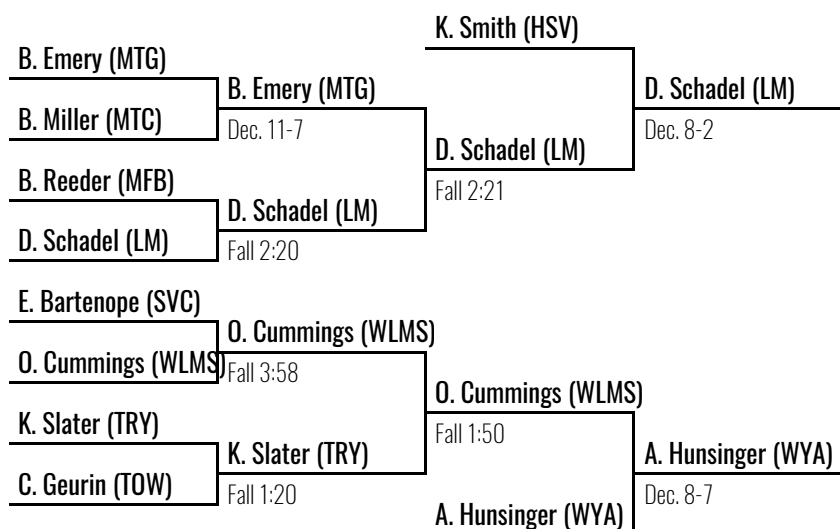 K. Smith (HSV)
B. Emery (MTG)
B. Emery (MTG)
D. Schadel (LM)
B. Miller (MTC)
Dec. 11-7
Dec. 8-2
D. Schadel (LM)
B. Reeder (MFB)
Fall 2:21
D. Schadel (LM)
D. Schadel (LM)
Fall 2:20
E. Bartenope (SVC)
O. Cummings (WLMS)
O. Cummings (WLMS)
Fall 3:58
O. Cummings (WLMS)
K. Slater (TRY)
Fall 1:50
K. Slater (TRY)
A. Hunsinger (WYA)
C. Geurin (TOW)
Fall 1:20
Dec. 8-7
A. Hunsinger (WYA)